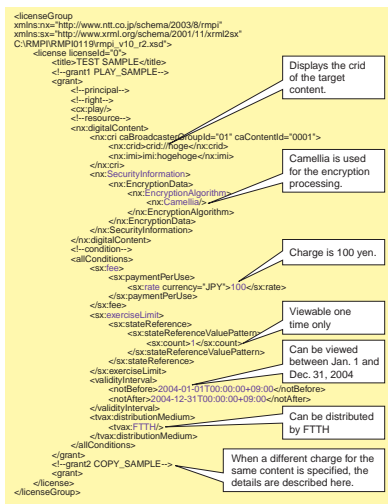 <licenseGroup
xmlns:nx="http://www.ntt.co.jp/schema/2003/8/rmpi"
xmlns:sx="http://www.xrml.org/schema/2001/11/xrml2sx"
C:\RMPI\RMPI0119\rmpi_v10_r2.xsd">
<license licenseId="0">
<title>TEST SAMPLE</title>
<!--grant1 PLAY_SAMPLE-->
<grant>
<!--principal-->
<!--right-->
<cx:play/>
<!--resource-->
<nx:digitalContent>
<nx:cri caBroadcasterGroupId="01" caContentId="0001">
<nx:crid>crid://hoge</nx:crid>
<nx:imi>imi:hogehoge</nx:imi>
</nx:cri>
<nx:SecurityInformation>
<nx:EncryptionData>
<nx:EncryptionAlgorithm>
<nx:Camellia/>
</nx:EncryptionAlgorithm>
</nx:EncryptionData>
</nx:SecurityInformation>
</nx:digitalContent>
<!--condition-->
<allConditions>
<sx:fee>
<sx:paymentPerUse>
<sx:rate currency="JPY">100</sx:rate>
</sx:paymentPerUse>
</sx:fee>
<sx:exerciseLimit>
<sx:stateReference>
<sx:stateReferenceValuePattern>
<sx:count>1</sx:count>
</sx:stateReferenceValuePattern>
</sx:stateReference>
</sx:exerciseLimit>
<validityInterval>
<notBefore>2004-01-01T00:00:00+09:00</notBefore>
<notAfter>2004-12-31T00:00:00+09:00</notAfter>
</validityInterval>
<tvax:distributionMedium>
<tvax:FTTH/>
</tvax:distributionMedium>
</allConditions>
</grant>
<!--grant2 COPY_SAMPLE-->
<grant>
</license>
</licenseGroup>
Displays the crid
of the target
content.
Camellia is used
for the encryption
processing.
Charge is 100 yen.
Viewable one
time only
Can be viewed
between Jan. 1 and
Dec. 31, 2004
Can be distributed
by FTTH
When a different charge for the
same content is specified, the
details are described here.